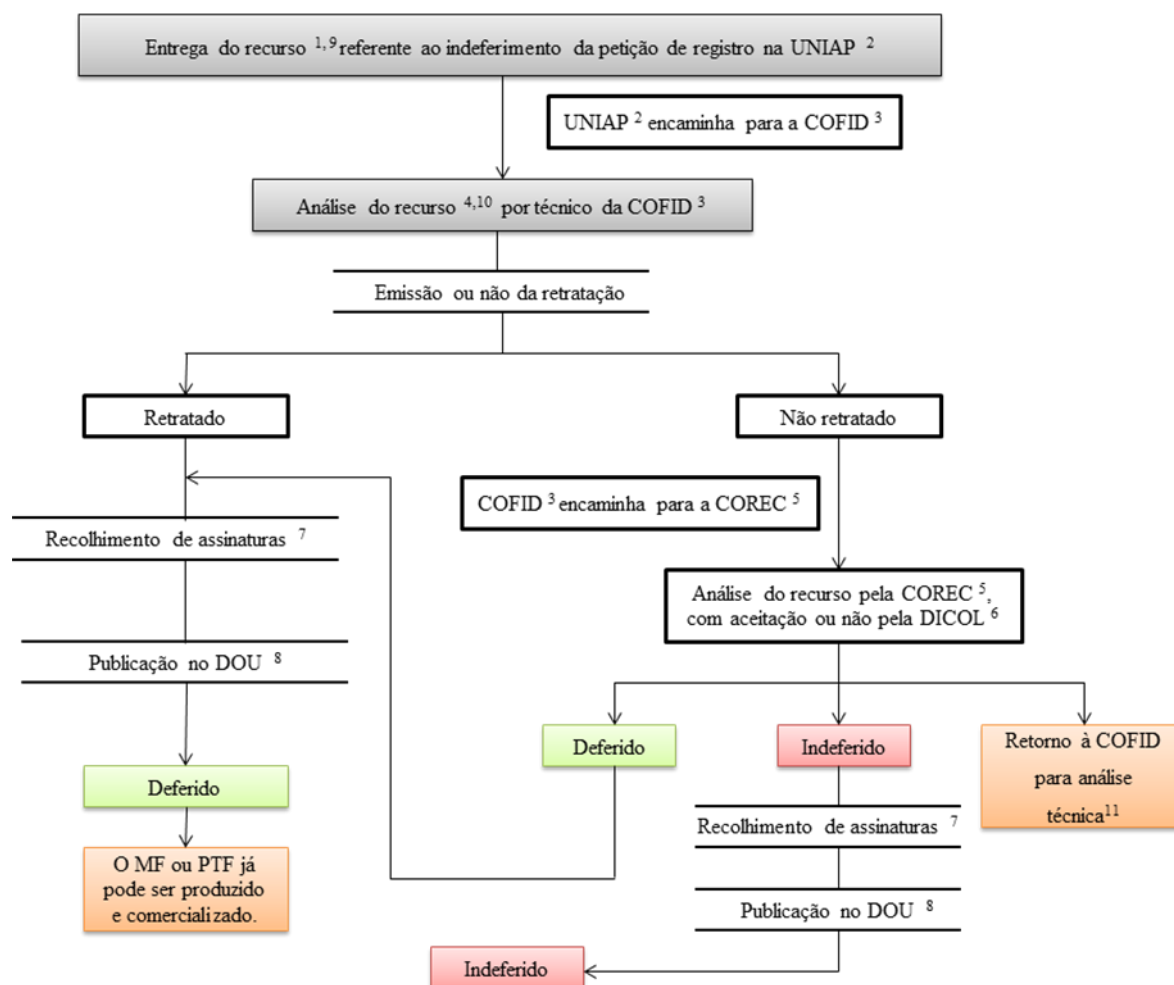 Entrega do recurso 1, 9 referente ao indeferimento da petição de registro na UNIAP 2
UNIAP 2 encaminha para a COFID 3
Análise do recurso 4,10 por técnico da COFID 3
Emissão ou não da retratação
Retratado
Não retratado
COFID 3 encaminha para a COREC 5
Recolhimento de assinaturas 7
Análise do recurso pela COREC 5,
com aceitação ou não pela DICOL 6
Publicação no DOU 8
Deferido
Indeferido
Retorno à COFID
para análise
técnica11
Deferido
Recolhimento de assinaturas 7
O MF ou PTF já
pode ser produzido
e comercializado.
Publicação no DOU 8
Indeferido